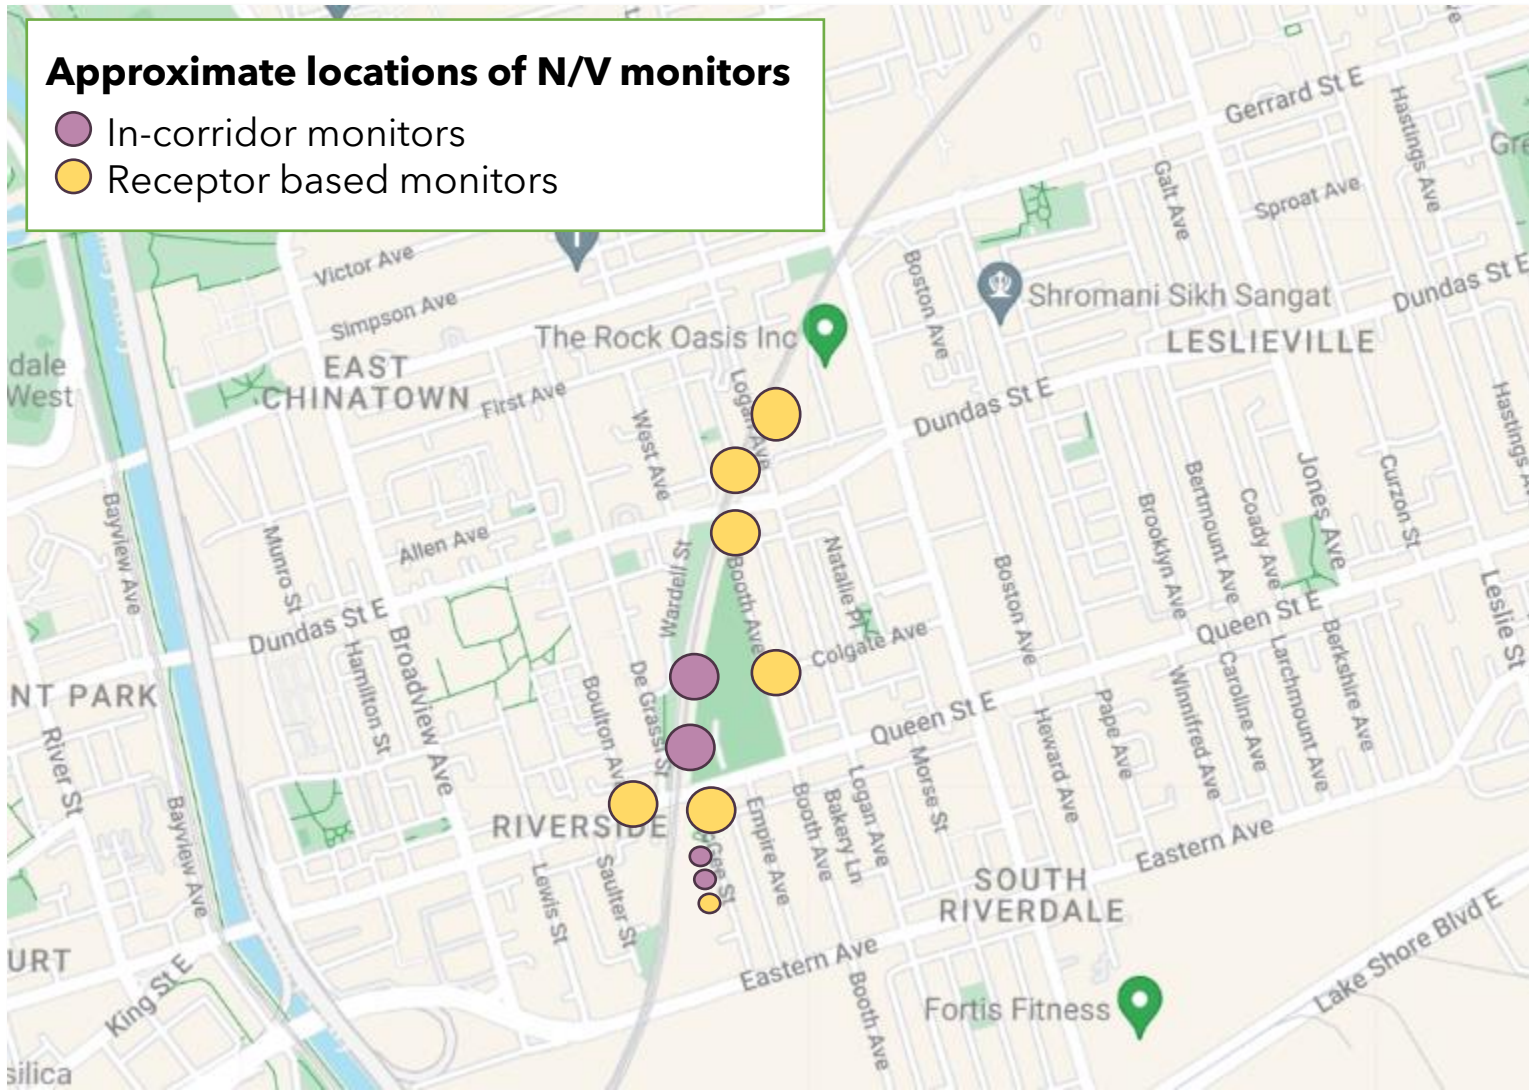 Approximate locations of N/V monitors
In-corridor monitors
Receptor based monitors
Gerrard St E
Hastings Ave
Galt Ave
Sproat Ave
Victor Ave
Simpson Ave
Boston Ave
Shromani Sikh Sangat
Dundas St E
LESLIEVILLE
The Rock Oasis Inc
dale
West
EAST
CHINATOWN
First Ave
Logan Ave
West Ave
Dundas St E
Hastings A
Jones Ave
Curzon St
Bertmount Ave
Coady Ave
Brooklyn Ave
Bayview Ave
Munro St
Allen Ave
Wardell St
Booth Ave
Natalie Pl
Boston Ave
Leslie St
Dundas St E
Queen St E
Colgate Ave
Hamilton St
Broadview Ave
De Grassi St
Boulton Ave
Berkshire Ave
Larchmount Ave
Caroline Ave
Winnifred Ave
NT PARK
River St
Queen St E
Pape Ave
Heward Ave
Morse St
Logan Ave
Bakery Ln
Booth Ave
Empire Ave
Bayview Ave
RIVERSIDE
Gee St
Saulter St
Lewis St
Eastern Ave
SOUTH
RIVERDALE
URT
King St E
Eastern Ave
Booth Ave
Fortis Fitness
Lake Shore Blvd E
silica